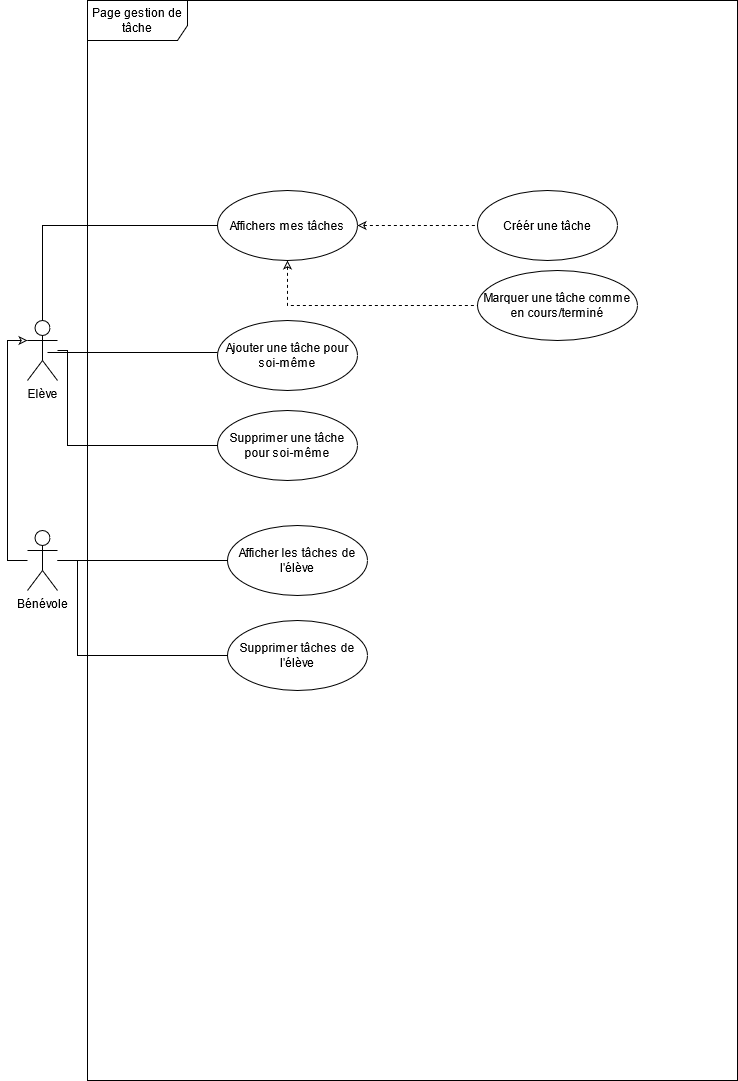 Page gestion de
tâche
Affichers mes tâches
Créér une tâche
Marquer une tâche comme
en cours/terminé
Ajouter une tâche pour
soi-même
Elève
Supprimer une tâche
pour soi-même
Afficher les tâches de
l'élève
Bénévole
Supprimer tâches de
l'élève